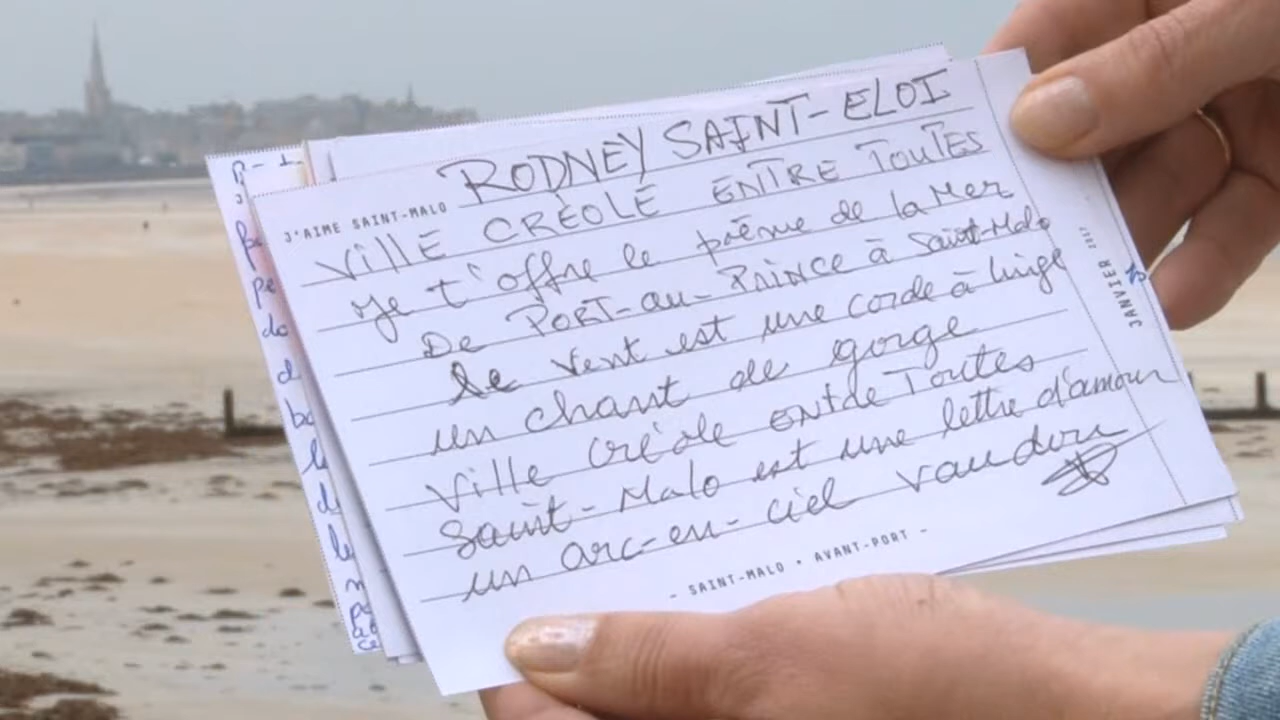 RODNEY SAINT-ELOI
J'AIME SAINT-MALO
VILLE CRÉOLE ENTRE TOUTES
Je t'offre le poème de la Mer
De PORT-au-PRINCE à Saint-Malo
le vent est une corde à linge
un chant de gorge
Ville créole ENtre Toutes
Saint-Malo est une lettre d'amour
un arc-en-ciel vaudou
- SAINT-MALO • AVANT-PORT -
JANVIER